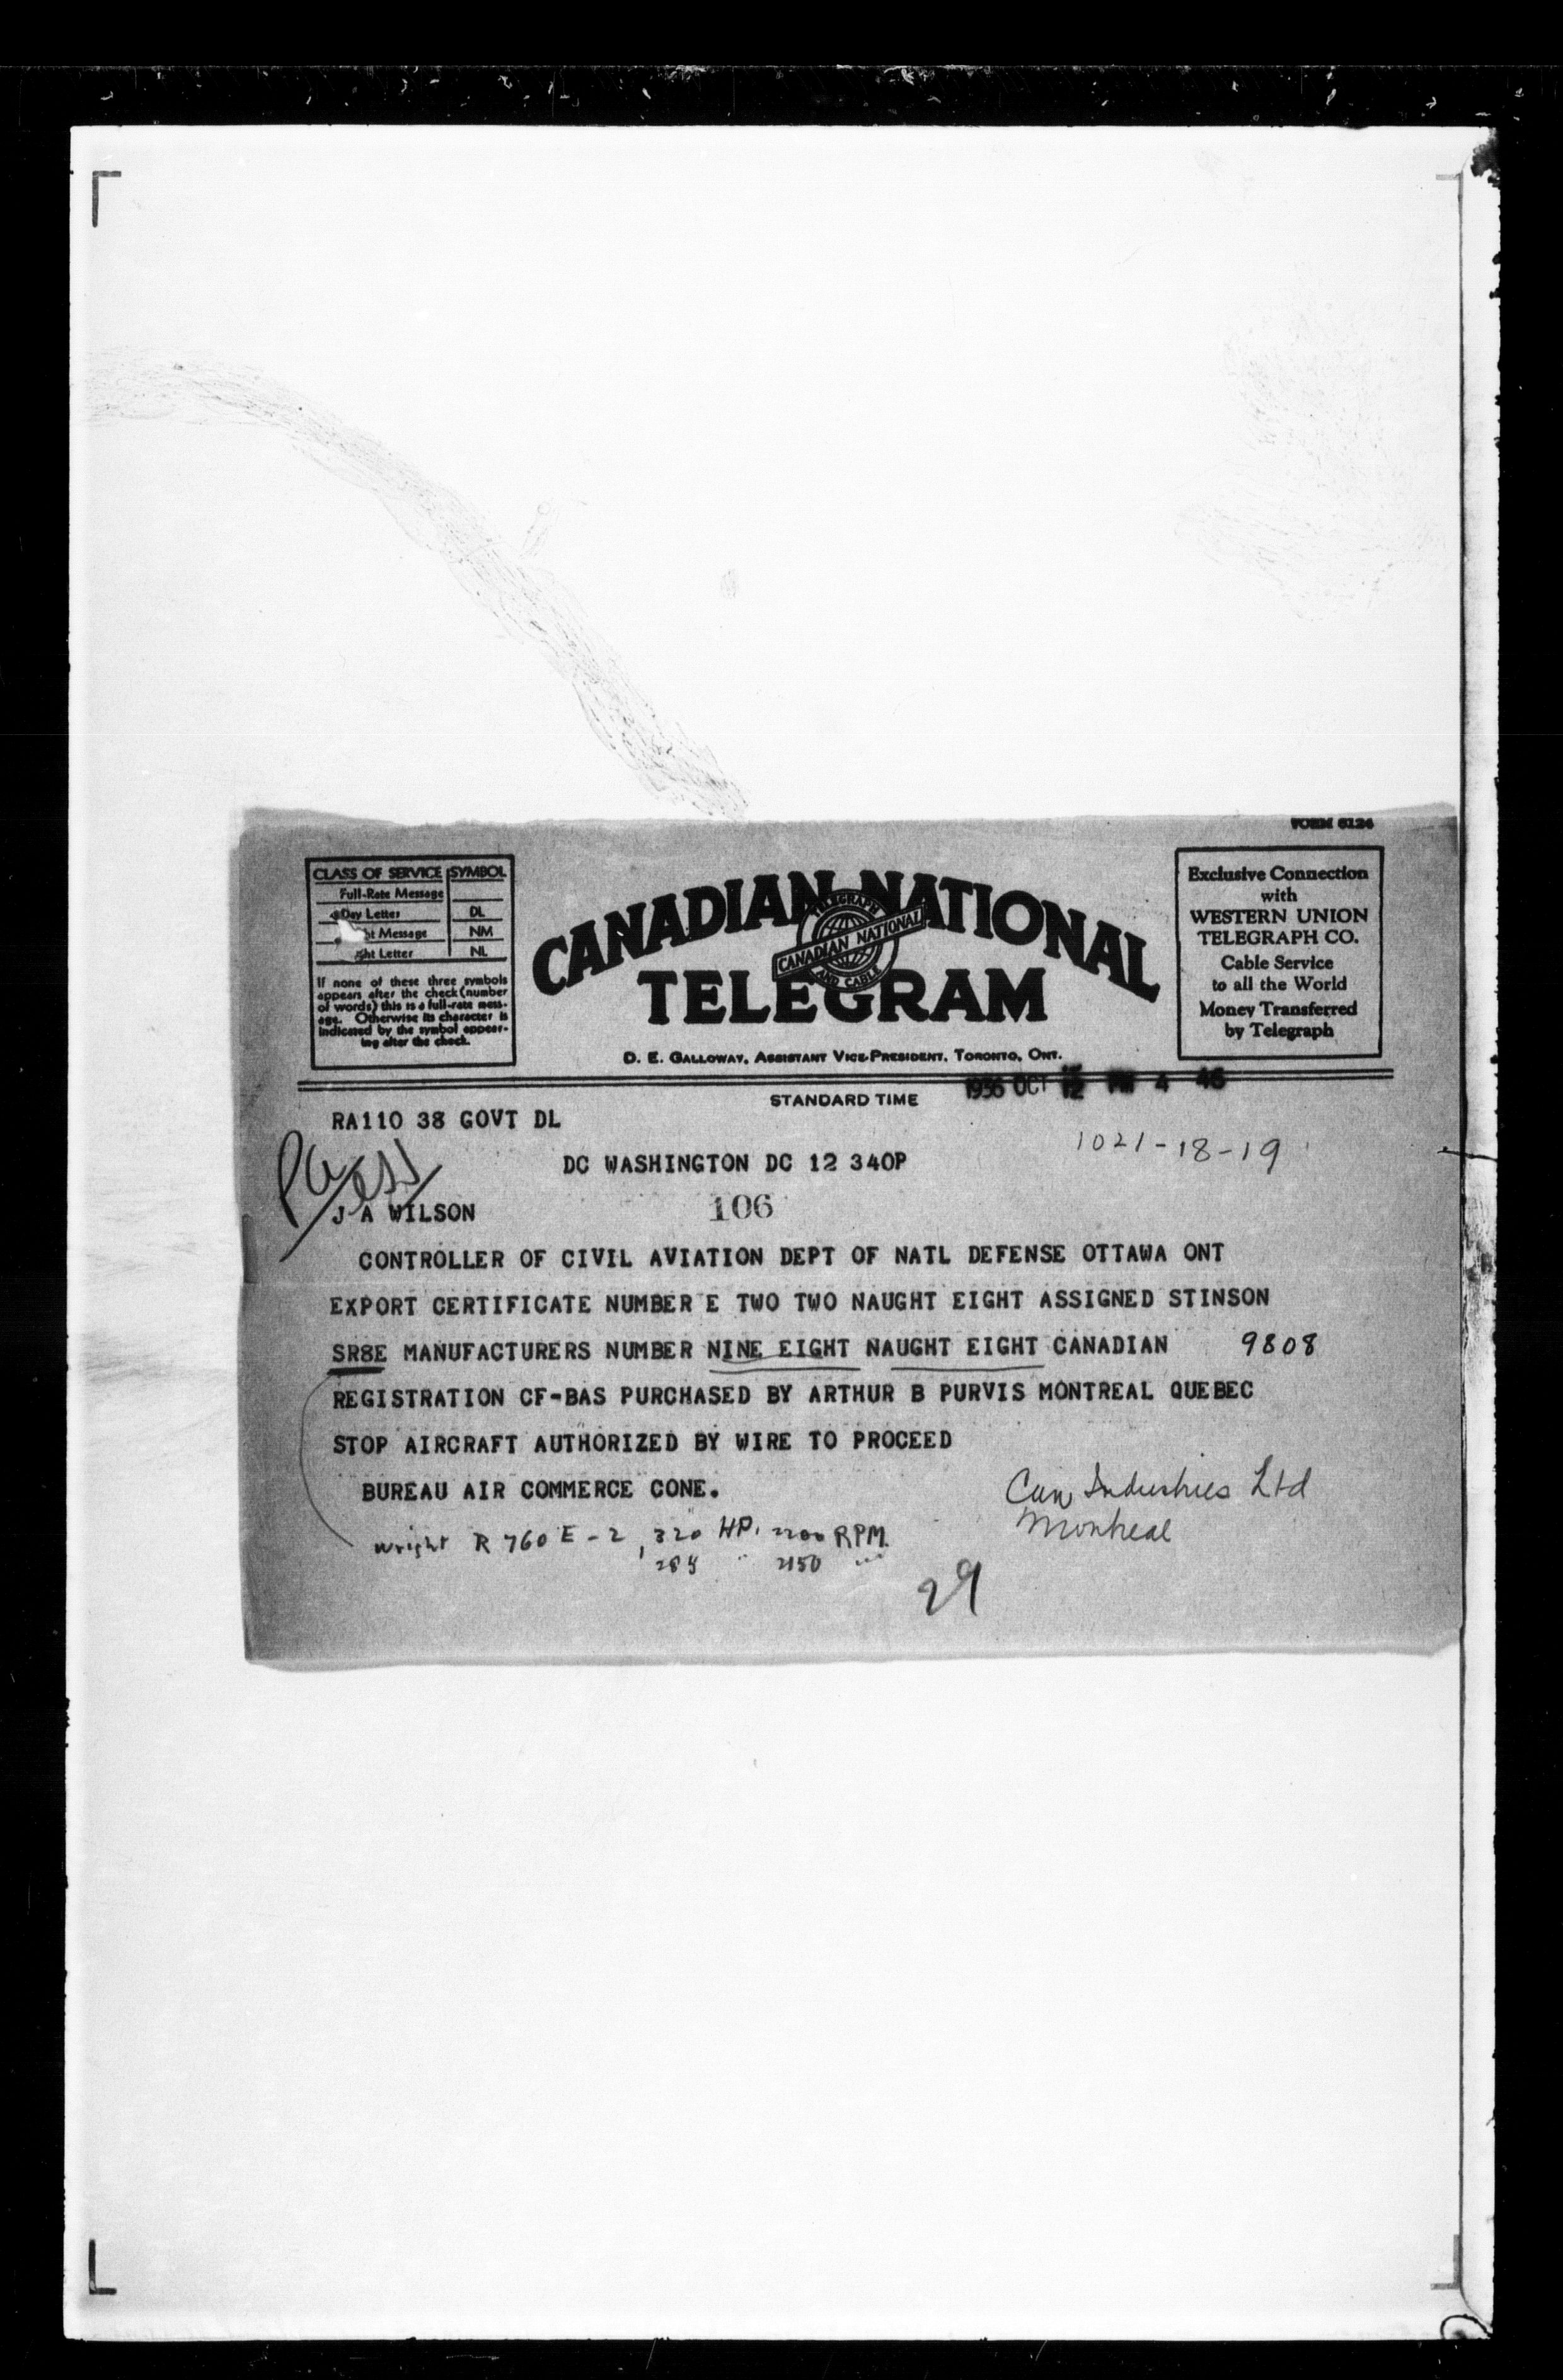 FORM 6124
CLASS OF SERVICE SYMBOL
Full-Rate Message
Day Letter DL
ht Message NM
ght Letter NL
If none of these three symbols
appears after the check (number
of words) this is a full-rate mess-
age. Otherwise its character is
indicated by the symbol appear-
ing after the check.
CANADIAN NATIONAL
TELEGRAPH
CANADIAN NATIONAL
AND CABLE
TELEGRAM
D. E. GALLOWAY, ASSISTANT VICE-PRESIDENT, TORONTO, ONT.
Exclusive Connection
with
WESTERN UNION
TELEGRAPH CO.
Cable Service
to all the World
Money Transferred
by Telegraph
STANDARD TIME
1936 OCT 12 PM 4 46
RA110 38 GOVT DL
1021-18-19
DC WASHINGTON DC 12 340P
J A WILSON
106
CONTROLLER OF CIVIL AVIATION DEPT OF NATL DEFENSE OTTAWA ONT
EXPORT CERTIFICATE NUMBER E TWO TWO NAUGHT EIGHT ASSIGNED STINSON
SR8E MANUFACTURERS NUMBER NINE EIGHT NAUGHT EIGHT CANADIAN 9808
REGISTRATION CF-BAS PURCHASED BY ARTHUR B PURVIS MONTREAL QUEBEC
STOP AIRCRAFT AUTHORIZED BY WIRE TO PROCEED
BUREAU AIR COMMERCE CONE.
Can Industries Ltd
Montreal
Wright R 760 E-2, 320 HP. 2200 RPM.
285 " 2150 "
29